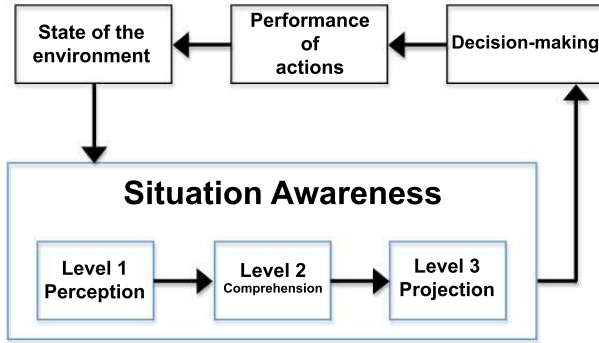 State of the
environment
Performance
of
actions
Decision-making
Situation Awareness
Level 1
Perception
Level 2
Comprehension
Level 3
Projection